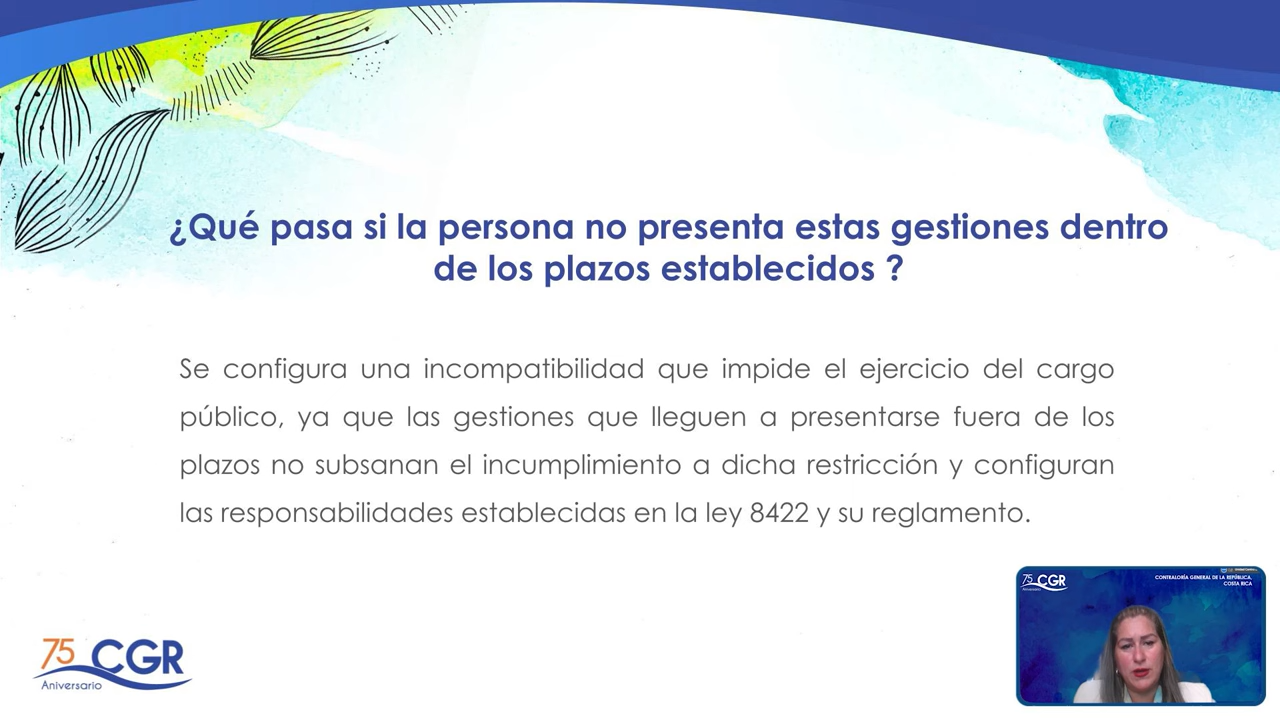 ¿Qué pasa si la persona no presenta estas gestiones dentro
de los plazos establecidos ?
Se configura una incompatibilidad que impide el ejercicio del cargo
público, ya que las gestiones que lleguen a presentarse fuera de los
plazos no subsanan el incumplimiento a dicha restricción y configuran
las responsabilidades establecidas en la ley 8422 y su reglamento.
75 CGR
Aniversario
75 CGR
Aniversario
CONTRALORÍA GENERAL DE LA REPÚBLICA,
COSTA RICA